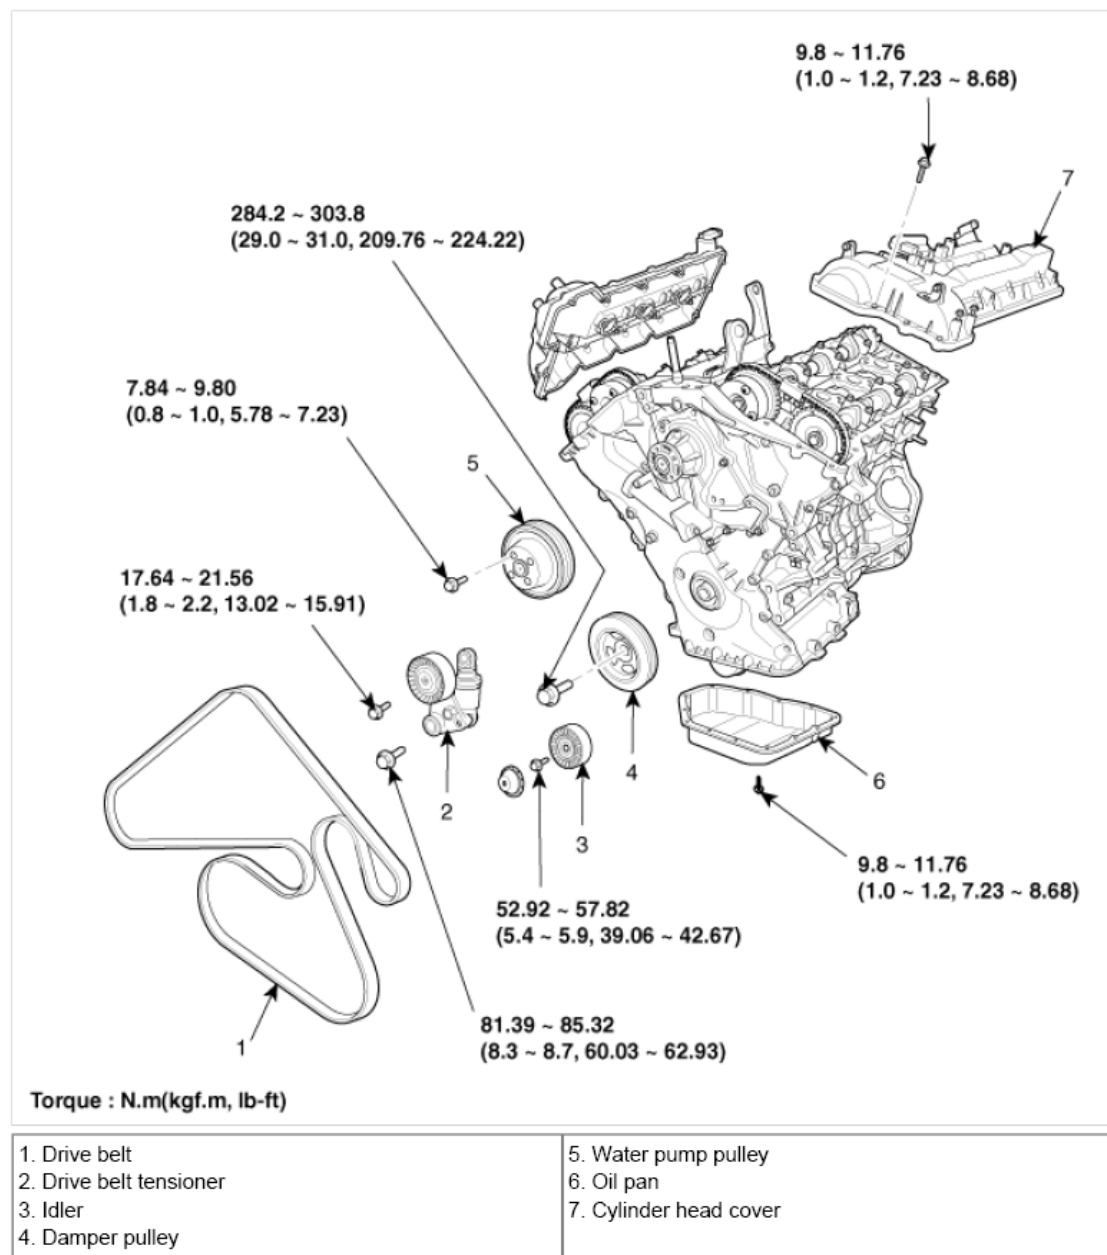 9.8 ~ 11.76
(1.0 ~ 1.2, 7.23 ~ 8.68)
7
284.2 ~ 303.8
(29.0 ~ 31.0, 209.76 ~ 224.22)
7.84 ~ 9.80
(0.8 ~ 1.0, 5.78 ~ 7.23)
5
17.64 ~ 21.56
(1.8 ~ 2.2, 13.02 ~ 15.91)
4
6
2
3
9.8 ~ 11.76
(1.0 ~ 1.2, 7.23 ~ 8.68)
52.92 ~ 57.82
(5.4 ~ 5.9, 39.06 ~ 42.67)
81.39 ~ 85.32
(8.3 ~ 8.7, 60.03 ~ 62.93)
1
Torque : N.m(kgf.m, lb-ft)
1. Drive belt
2. Drive belt tensioner
3. Idler
4. Damper pulley
5. Water pump pulley
6. Oil pan
7. Cylinder head cover